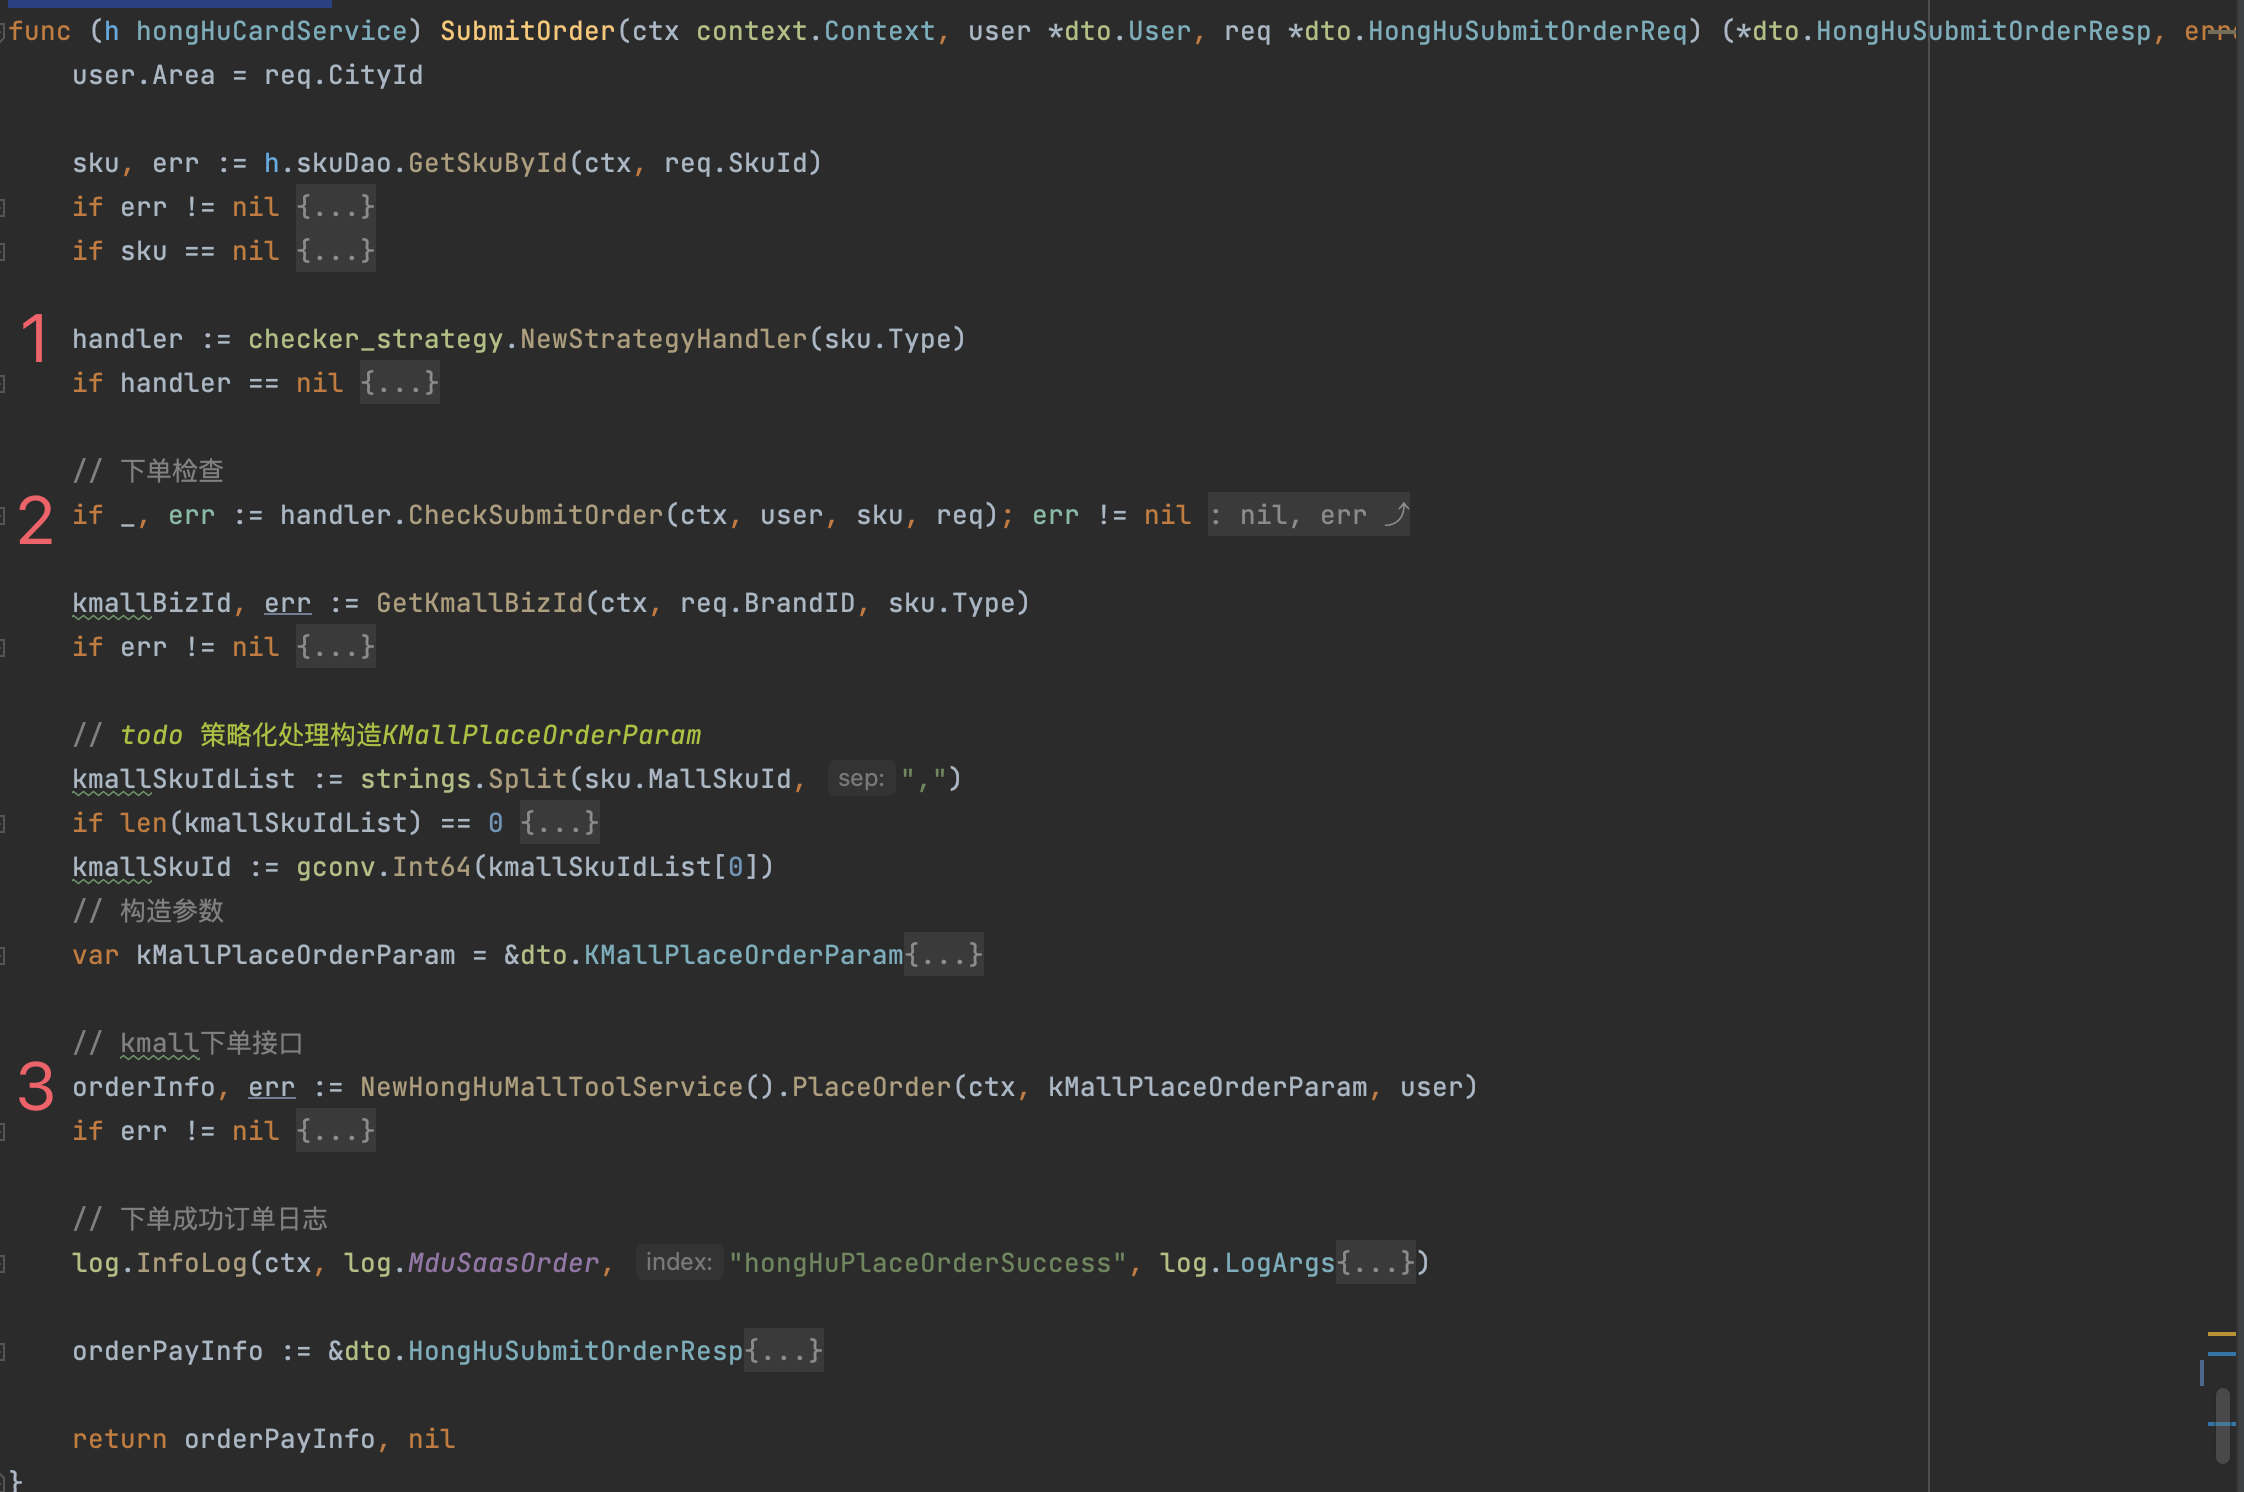 func (h hongHuCardService) SubmitOrder(ctx context.Context, user *dto.User, req *dto.HongHuSubmitOrderReq) (*dto.HongHuSubmitOrderResp,
user.Area = req.CityId
sku, err := h.skuDao.GetSkuById(ctx, req.SkuId)
if err != nil {...}
if sku == nil {...}
1 handler := checker_strategy.NewStrategyHandler(sku.Type)
if handler == nil {...}
// 下单检查
2 if _, err := handler.CheckSubmitOrder(ctx, user, sku, req); err != nil : nil, err ⤴
kmallBizId, err := GetKmallBizId(ctx, req.BrandID, sku.Type)
if err != nil {...}
// todo 策略化处理构造KMallPlaceOrderParam
kmallSkuIdList := strings.Split(sku.MallSkuId, sep: ",")
if len(kmallSkuIdList) == 0 {...}
kmallSkuId := gconv.Int64(kmallSkuIdList[0])
// 构造参数
var kMallPlaceOrderParam = &dto.KMallPlaceOrderParam{...}
// kmall下单接口
3 orderInfo, err := NewHongHuMallToolService().PlaceOrder(ctx, kMallPlaceOrderParam, user)
if err != nil {...}
// 下单成功订单日志
log.InfoLog(ctx, log.MduSaasOrder, index: "hongHuPlaceOrderSuccess", log.LogArgs{...})
orderPayInfo := &dto.HongHuSubmitOrderResp{...}
return orderPayInfo, nil
}